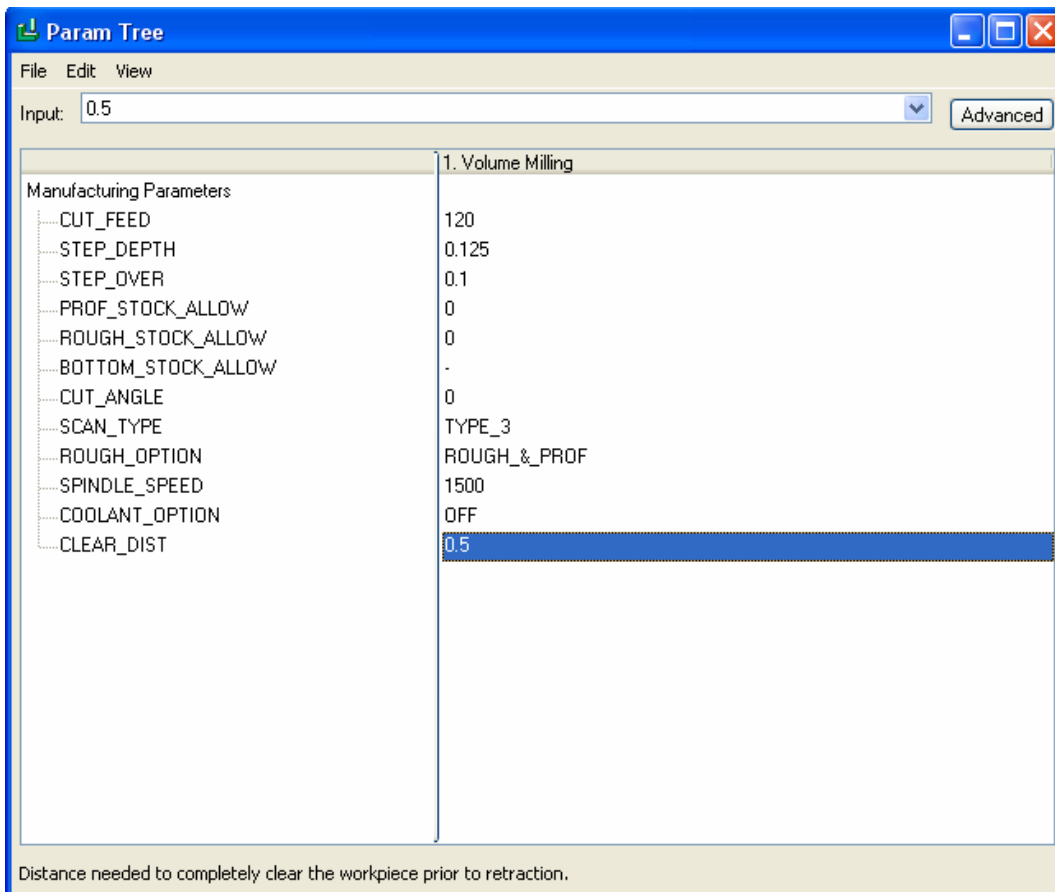 Param Tree
File Edit View
Input: 0.5 Advanced
1. Volume Milling
Manufacturing Parameters
CUT_FEED 120
STEP_DEPTH 0.125
STEP_OVER 0.1
PROF_STOCK_ALLOW 0
ROUGH_STOCK_ALLOW 0
BOTTOM_STOCK_ALLOW -
CUT_ANGLE 0
SCAN_TYPE TYPE_3
ROUGH_OPTION ROUGH_&_PROF
SPINDLE_SPEED 1500
COOLANT_OPTION OFF
CLEAR_DIST 0.5
Distance needed to completely clear the workpiece prior to retraction.